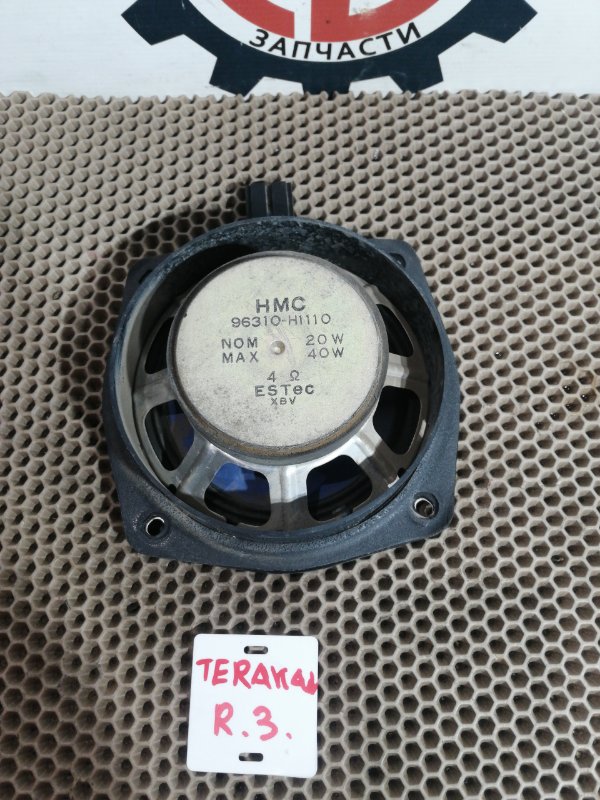 ЗАПЧАСТИ
HMC
96310-H1110
NOM 20W
MAX 40W
4 Ω
ESTec
XBV
TERAKAN
R.3.